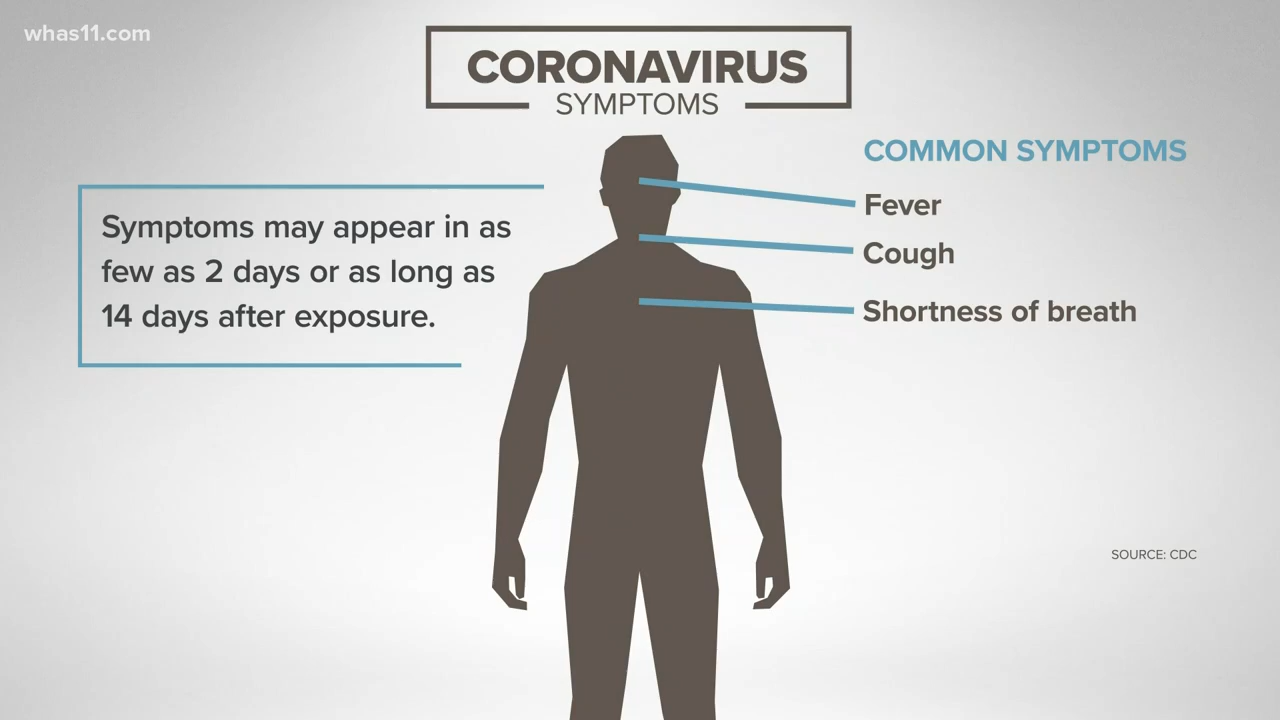 whas11.com
CORONAVIRUS
SYMPTOMS
Symptoms may appear in as
few as 2 days or as long as
14 days after exposure.
COMMON SYMPTOMS
Fever
Cough
Shortness of breath
SOURCE: CDC